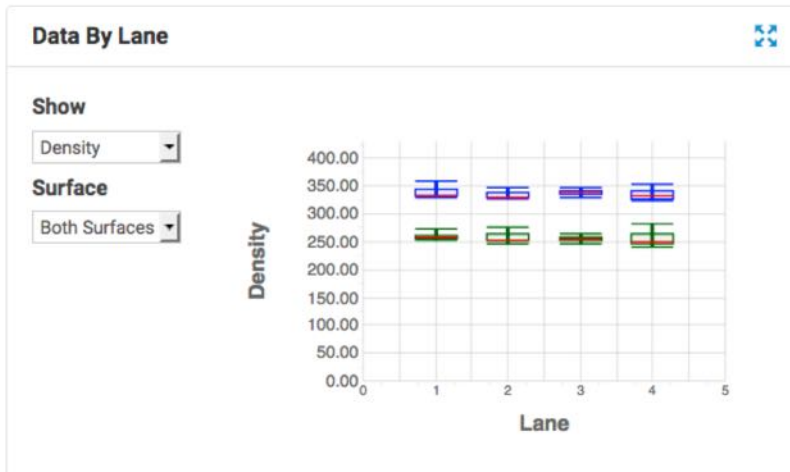 Data By Lane
Show
Density
Surface
Both Surfaces
Density
400.00
350.00
300.00
250.00
200.00
150.00
100.00
50.00
0.00
0 1 2 3 4 5
Lane